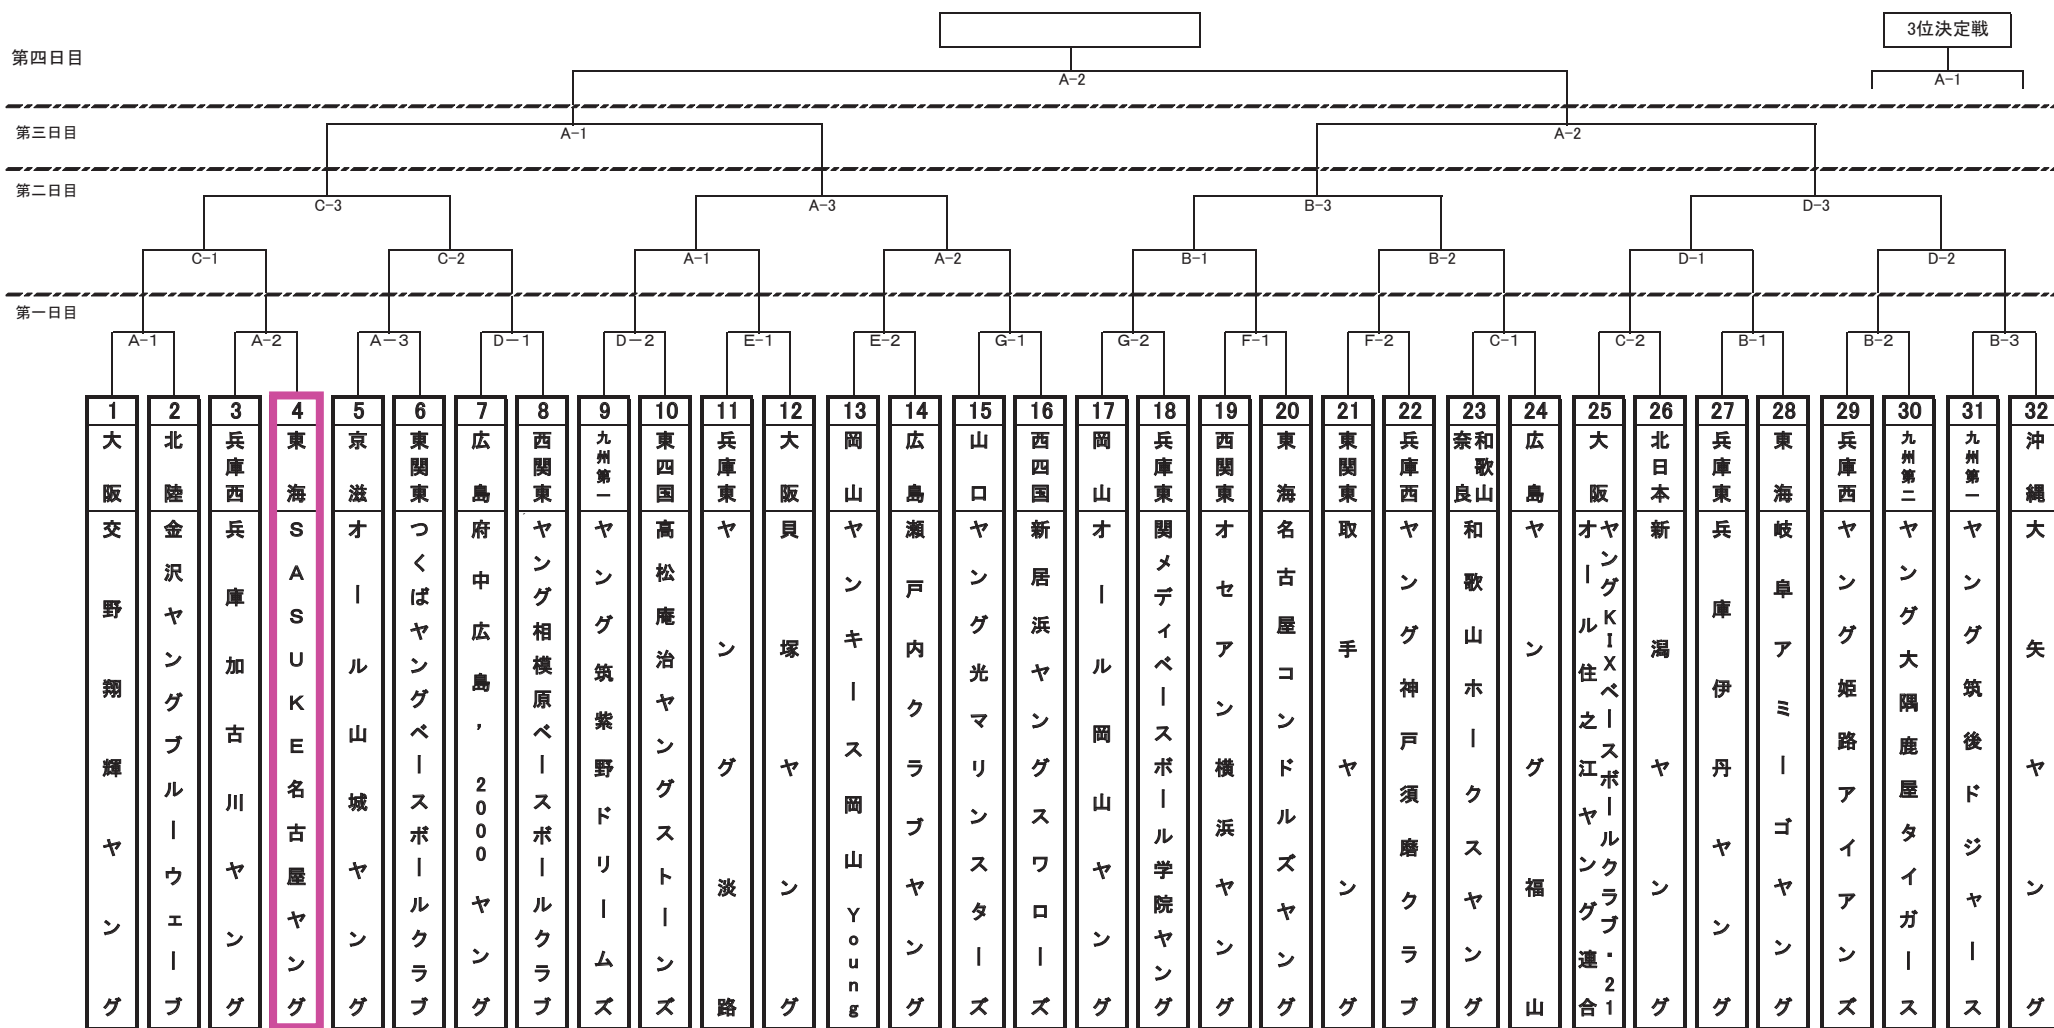 3位決定戦
第四日目
A-2
A-1
第三日目
A-1
A-2
第二日目
C-3
A-3
B-3
D-3
C-1
C-2
A-1
A-2
B-1
B-2
D-1
D-2
第一日目
A-1
A-2
A－3
D－1
D－2
E-1
E-2
G-1
G-2
F-1
F-2
C-1
C-2
B-1
B-2
B-3
1
大阪
交野翔輝ヤング
2
北陸
金沢ヤングブルーウェーブ
3
兵庫西
兵庫加古川ヤング
4
東海
SASUKE名古屋ヤング
5
京滋
オール山城ヤング
6
東関東
つくばヤングベースボールクラブ
7
広島
府中広島，2000ヤング
8
西関東
ヤング相模原ベースボールクラブ
9
九州第一
ヤング筑紫野ドリームズ
10
東四国
高松庵治ヤングストーンズ
11
兵庫東
ヤング淡路
12
大阪
貝塚ヤング
13
岡山
ヤンキース岡山Young
14
広島
瀬戸内クラブヤング
15
山口
ヤング光マリンスターズ
16
西四国
新居浜ヤングスワローズ
17
岡山
オール岡山ヤング
18
兵庫東
関メディベースボール学院ヤング
19
西関東
オセアン横浜ヤング
20
東海
名古屋コンドルズヤング
21
東関東
取手ヤング
22
兵庫西
ヤング神戸須磨クラブ
23
和歌山
奈良
和歌山ホークスヤング
24
広島
ヤング福山
25
大阪
ヤングKIXベースボールクラブ・21
オール住之江ヤング連合
26
北日本
新潟ヤング
27
兵庫東
兵庫伊丹ヤング
28
東海
岐阜アミーゴヤング
29
兵庫西
ヤング姫路アイアンズ
30
九州第二
ヤング大隅鹿屋タイガース
31
九州第一
ヤング筑後ドジャース
32
沖縄
大矢ヤング